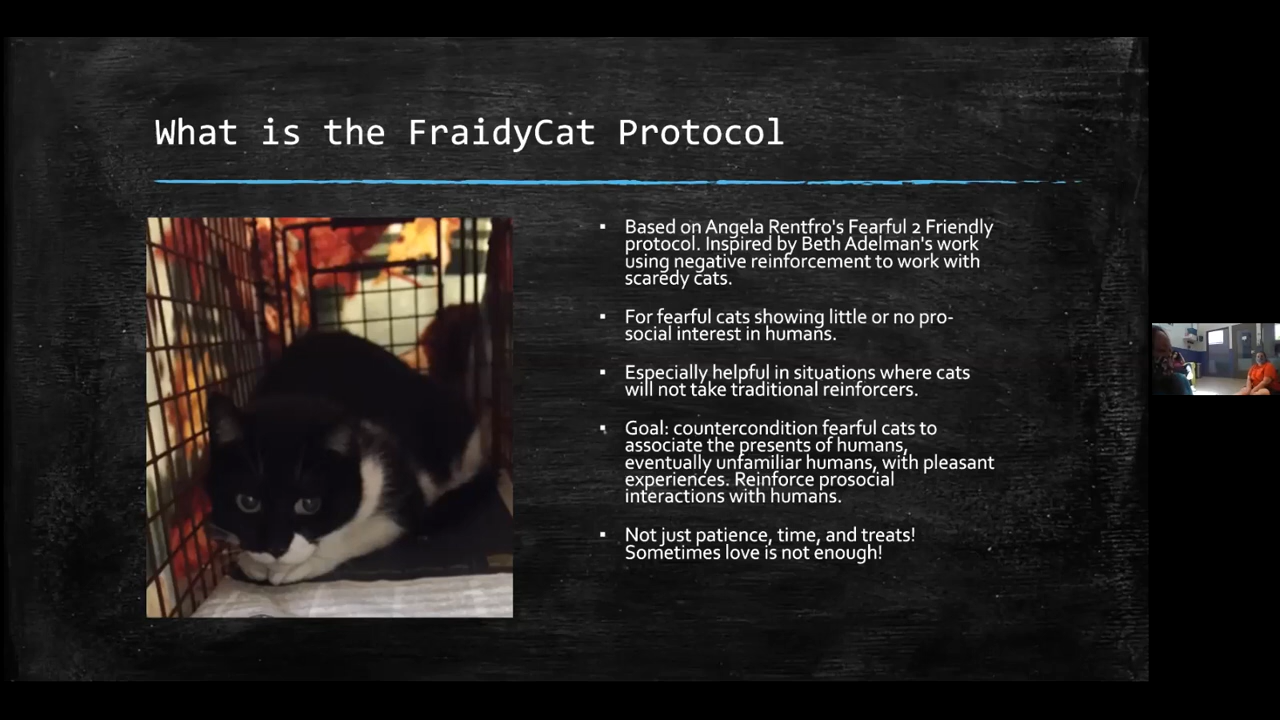 What is the FraidyCat Protocol
▪ Based on Angela Rentfro's Fearful 2 Friendly
protocol. Inspired by Beth Adelman's work
using negative reinforcement to work with
scaredy cats.
▪ For fearful cats showing little or no pro-
social interest in humans.
▪ Especially helpful in situations where cats
will not take traditional reinforcers.
▪ Goal: countercondition fearful cats to
associate the presents of humans,
eventually unfamiliar humans, with pleasant
experiences. Reinforce prosocial
interactions with humans.
▪ Not just patience, time, and treats!
Sometimes love is not enough!